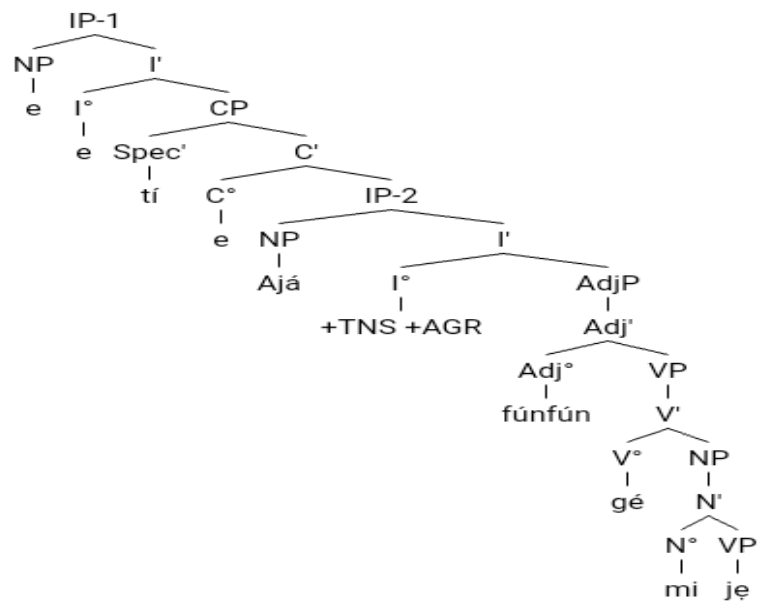 IP-1
NP I'
e I° CP
e Spec' C'
tí C° IP-2
e NP I'
Ajá I° AdjP
+TNS +AGR Adj'
Adj° VP
fúnfún V'
V° NP
gé N'
N° VP
mi jẹ